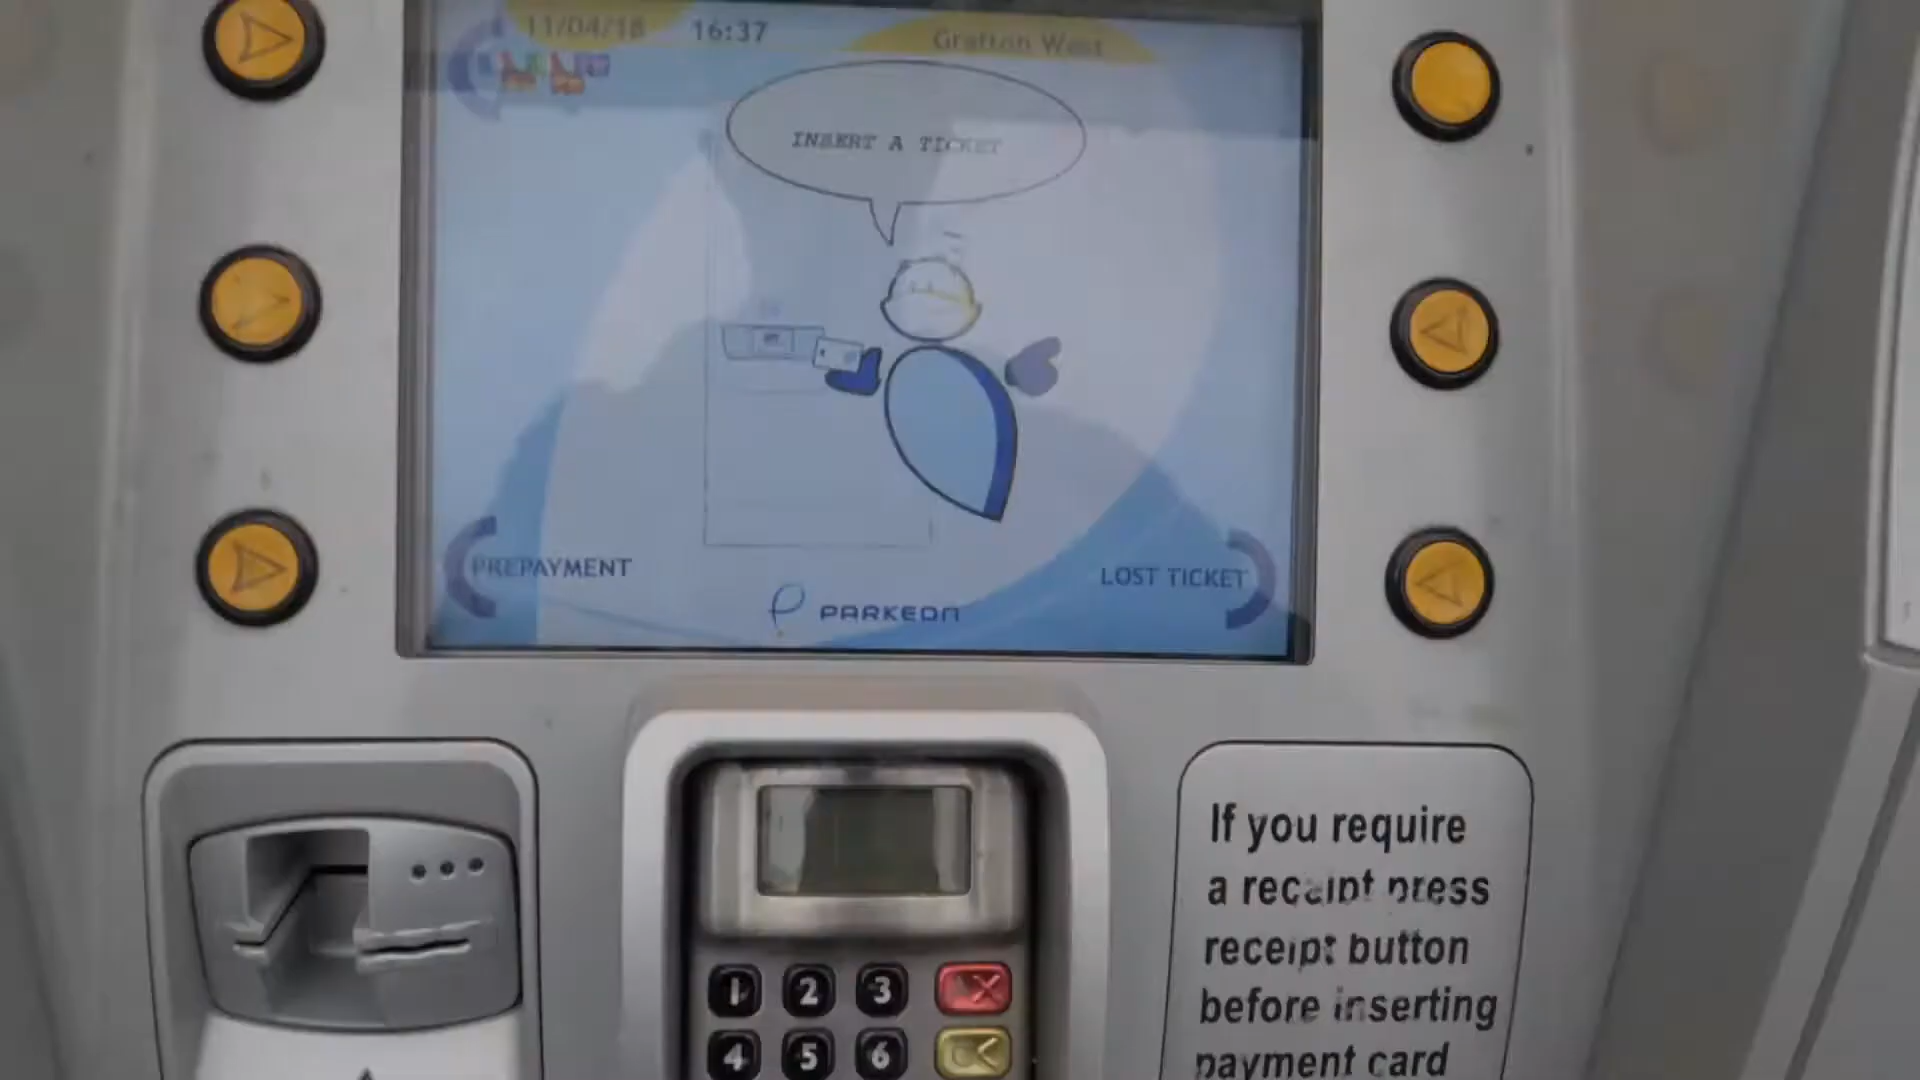 11/04/18 16:37 Grafton West
INSERT A TICKET
PREPAYMENT
LOST TICKET
PARKEON
If you require
a receipt press
receipt button
before inserting
payment card
1 2 3 X
4 5 6 OK